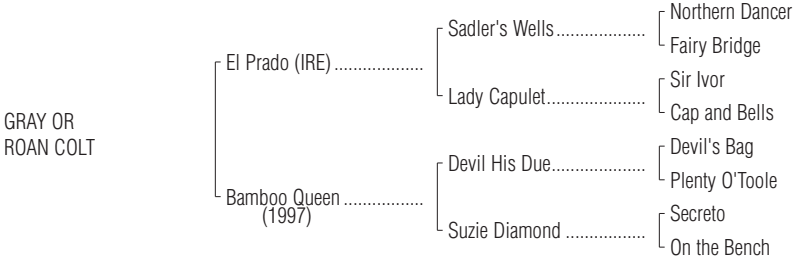 Northern Dancer
Sadler's Wells....................
Fairy Bridge
El Prado (IRE) ...................
Sir Ivor
Lady Capulet......................
Cap and Bells
GRAY OR
ROAN COLT
Devil's Bag
Devil His Due.....................
Plenty O'Toole
Bamboo Queen .................
(1997)
Secreto
Suzie Diamond .................
On the Bench